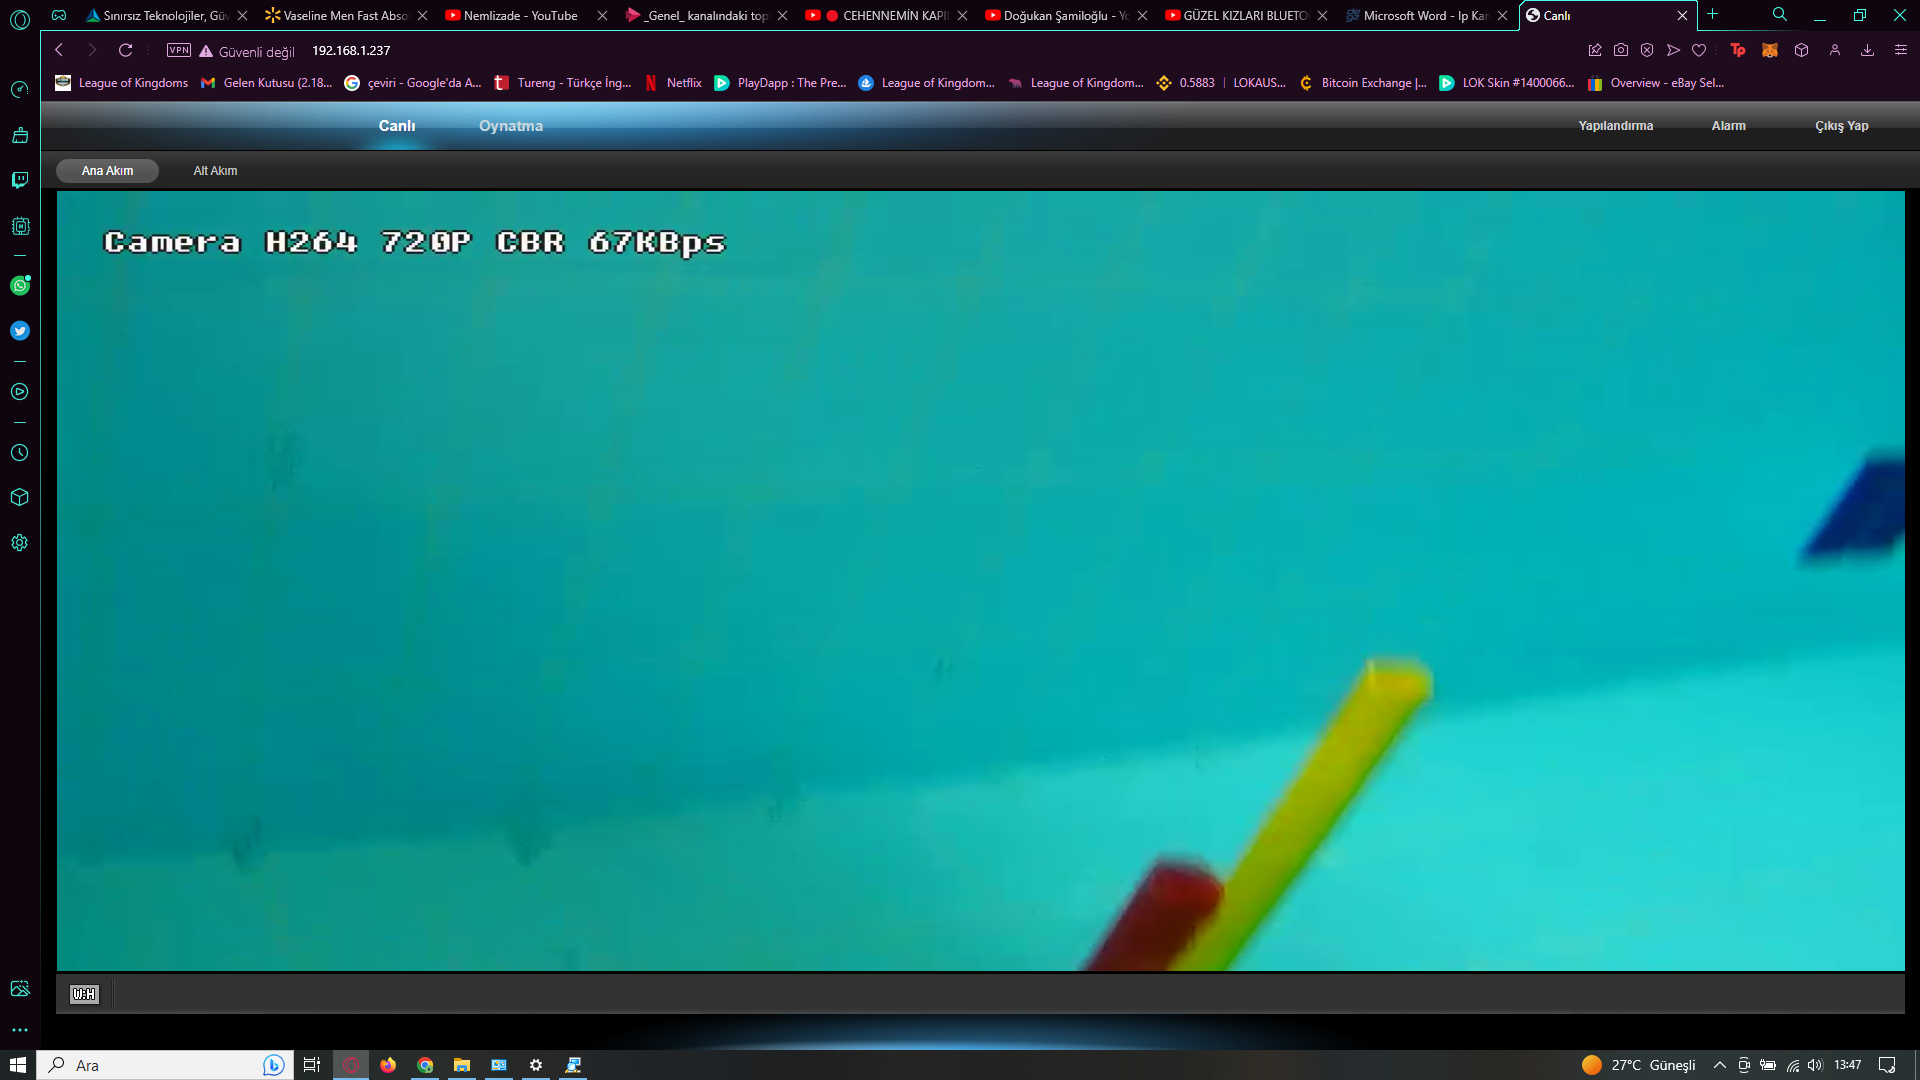 Sınırsız Teknolojiler, Güv
Vaseline Men Fast Abso
Nemlizade - YouTube
_Genel_ kanalındaki top
CEHENNEMİN KAPI
Doğukan Şamiloğlu - Yo
GÜZEL KIZLARI BLUETO
Microsoft Word - Ip Kar
Canlı
VPN
Güvenli değil
192.168.1.237
League of Kingdoms
Gelen Kutusu (2.18...
çeviri - Google'da A...
Tureng - Türkçe İng...
Netflix
PlayDapp : The Pre...
League of Kingdom...
League of Kingdom...
0.5883 | LOKAUS...
Bitcoin Exchange |...
LOK Skin #1400066...
Overview - eBay Sel...
Canlı
Oynatma
Yapılandırma
Alarm
Çıkış Yap
Ana Akım
Alt Akım
Camera H264 720P CBR 67KBps
W:H
Ara
27°C Güneşli
13:47